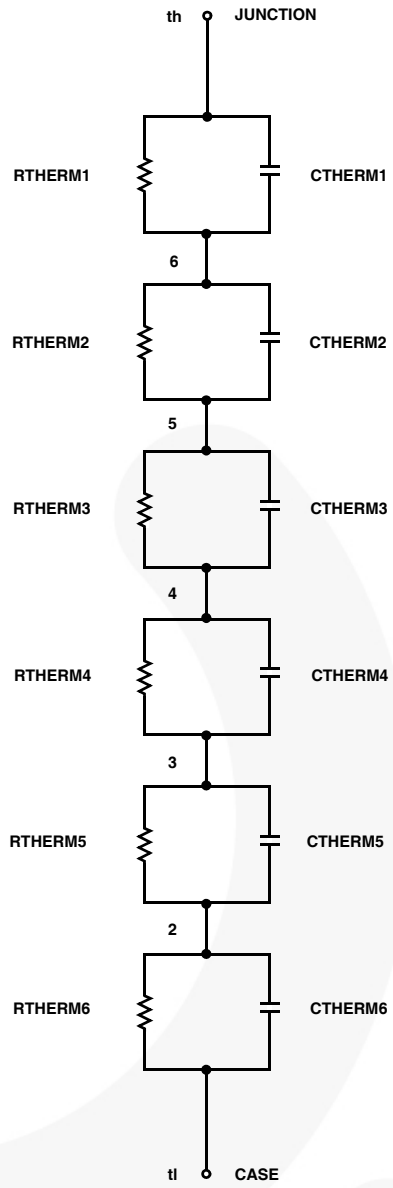 th JUNCTION
RTHERM1 CTHERM1
6
RTHERM2 CTHERM2
5
RTHERM3 CTHERM3
4
RTHERM4 CTHERM4
3
RTHERM5 CTHERM5
2
RTHERM6 CTHERM6
tl CASE